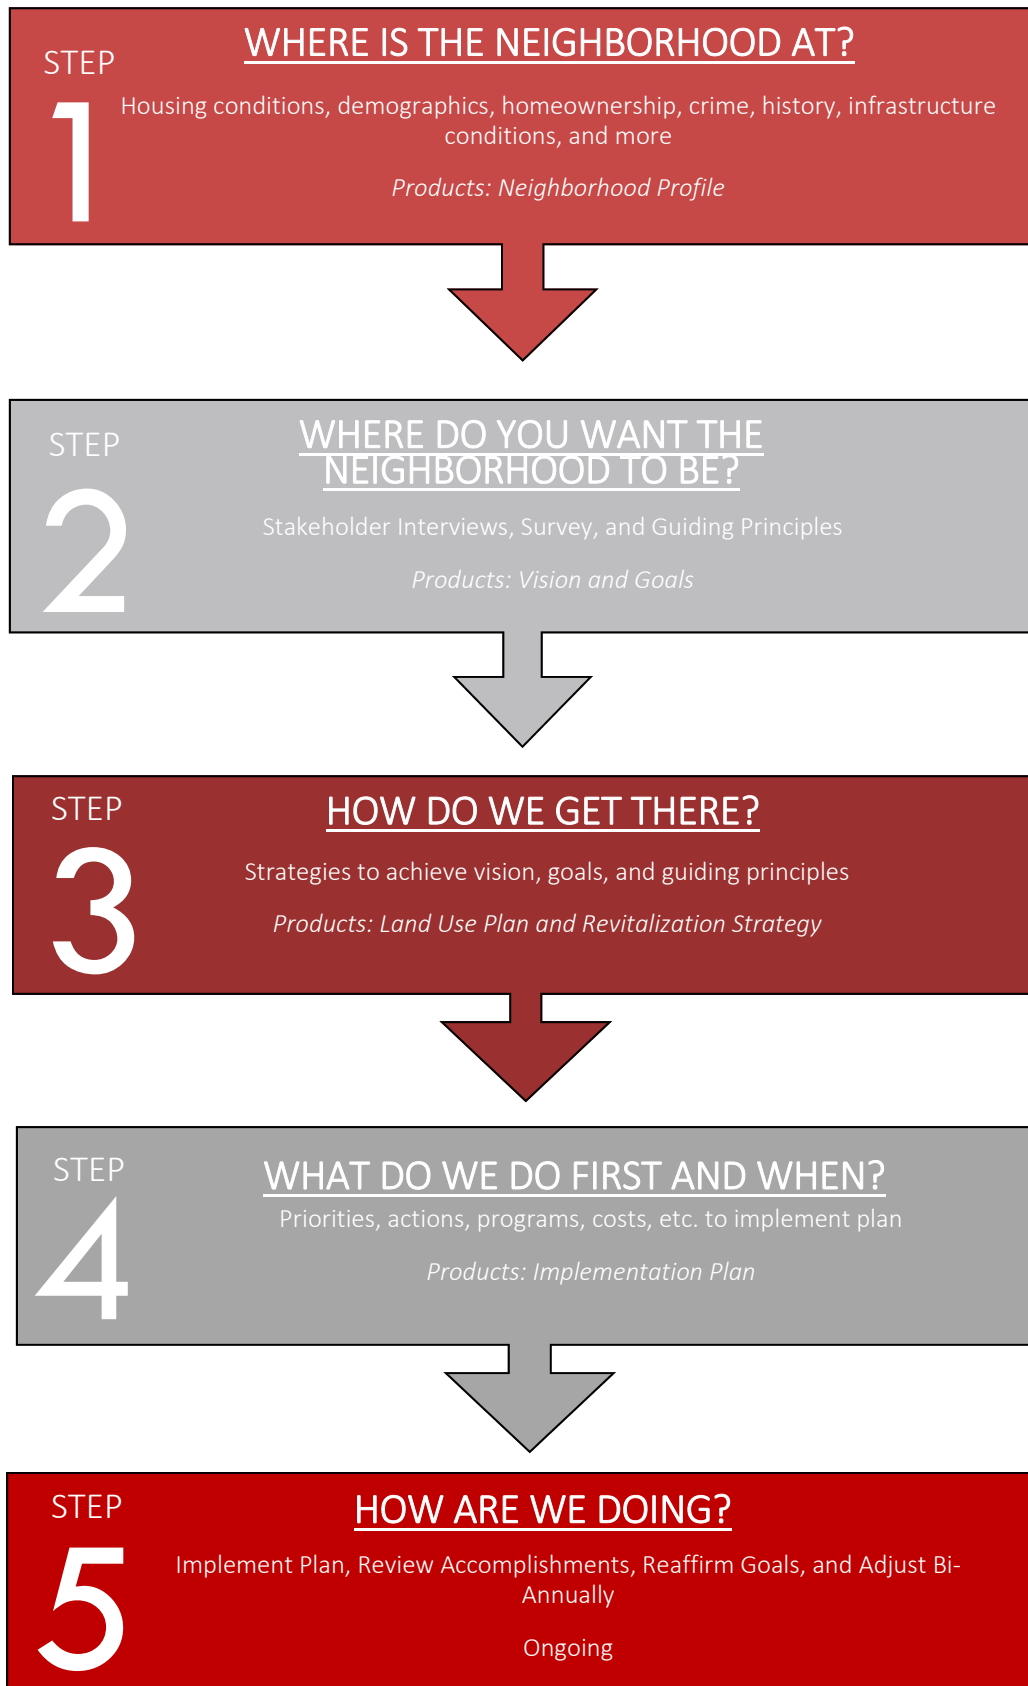 STEP
1
WHERE IS THE NEIGHBORHOOD AT?
Housing conditions, demographics, homeownership, crime, history, infrastructure
conditions, and more
Products: Neighborhood Profile
STEP
2
WHERE DO YOU WANT THE
NEIGHBORHOOD TO BE?
Stakeholder Interviews, Survey, and Guiding Principles
Products: Vision and Goals
STEP
3
HOW DO WE GET THERE?
Strategies to achieve vision, goals, and guiding principles
Products: Land Use Plan and Revitalization Strategy
STEP
4
WHAT DO WE DO FIRST AND WHEN?
Priorities, actions, programs, costs, etc. to implement plan
Products: Implementation Plan
STEP
5
HOW ARE WE DOING?
Implement Plan, Review Accomplishments, Reaffirm Goals, and Adjust Bi-
Annually
Ongoing